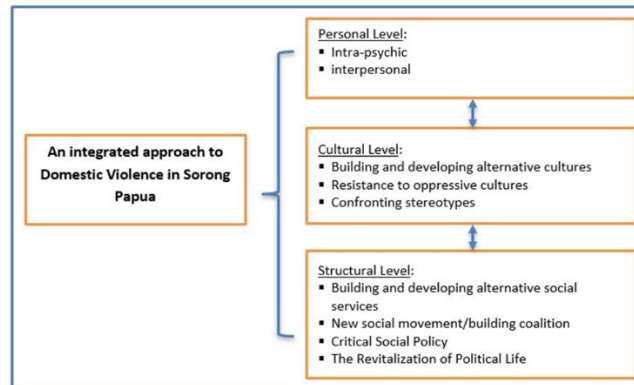 An integrated approach to
Domestic Violence in Sorong
Papua
Personal Level:
▪ Intra-psychic
▪ interpersonal
Cultural Level:
▪ Building and developing alternative cultures
▪ Resistance to oppressive cultures
▪ Confronting stereotypes
Structural Level:
▪ Building and developing alternative social
services
▪ New social movement/building coalition
▪ Critical Social Policy
▪ The Revitalization of Political Life